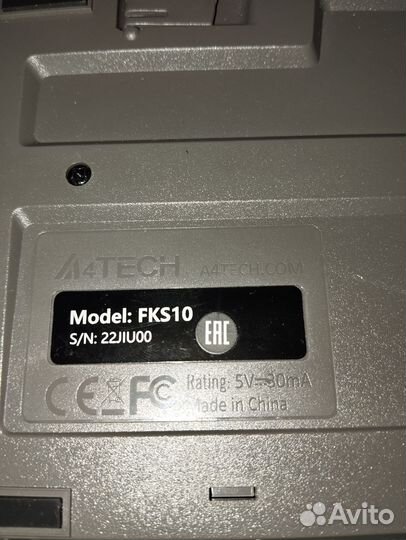 A4TECH A4TECH.COM
Model: FKS10
S/N: 22JIU00
EAC
CE FC Rating: 5V⎓30mA
Made in China
Avito